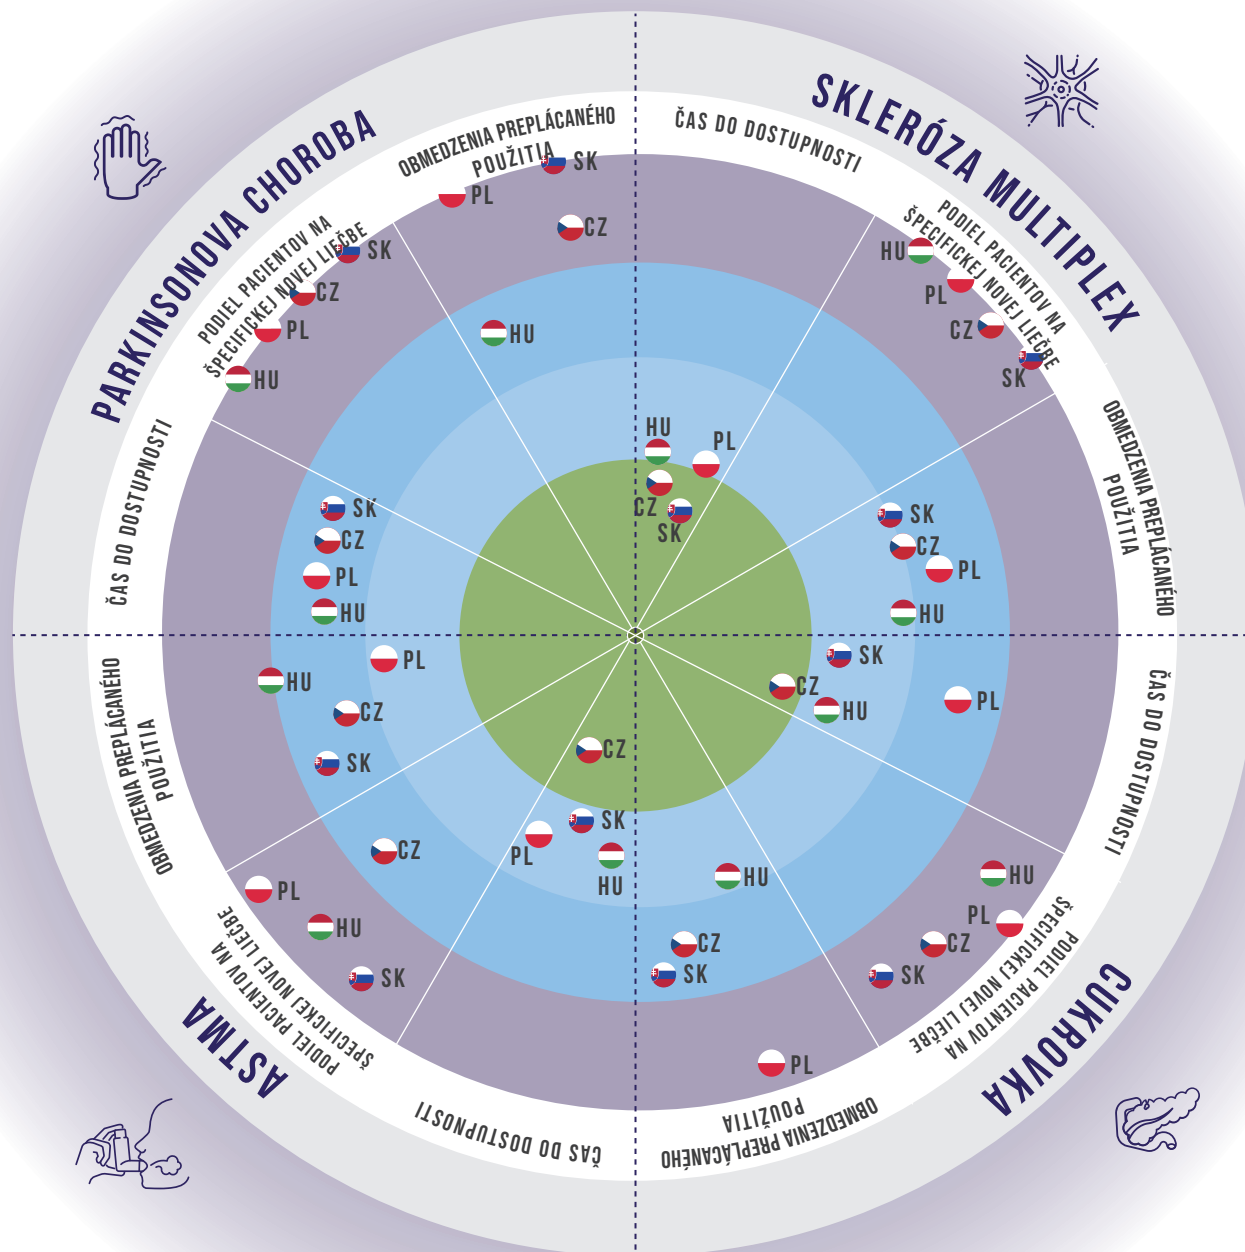 PARKINSONOVA CHOROBA
OBMEDZENIA PREPLÁCANÉHO
POUŽITIA
SK
PL
CZ
HU
PODIEL PACIENTOV NA
ŠPECIFICKEJ NOVEJ LIEČBE
SK
CZ
PL
HU
ČAS DO DOSTUPNOSTI
SK
CZ
PL
HU
SKLERÓZA MULTIPLEX
ČAS DO DOSTUPNOSTI
HU
PL
CZ
SK
PODIEL PACIENTOV NA
ŠPECIFICKEJ NOVEJ LIEČBE
HU
PL
CZ
SK
OBMEDZENIA PREPLÁCANÉHO
POUŽITIA
SK
CZ
PL
HU
CUKROVKA
ČAS DO DOSTUPNOSTI
SK
CZ
HU
PL
PODIEL PACIENTOV NA
ŠPECIFICKEJ NOVEJ LIEČBE
HU
PL
CZ
SK
OBMEDZENIA PREPLÁCANÉHO
POUŽITIA
HU
CZ
SK
PL
ASTMA
ČAS DO DOSTUPNOSTI
CZ
SK
PL
HU
PODIEL PACIENTOV NA
ŠPECIFICKEJ NOVEJ LIEČBE
CZ
PL
HU
SK
OBMEDZENIA PREPLÁCANÉHO
POUŽITIA
PL
HU
CZ
SK